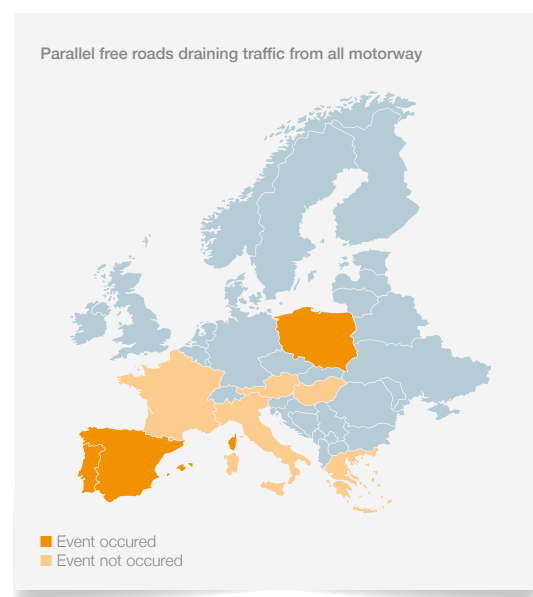 Parallel free roads draining traffic from all motorway
Event occured
Event not occured